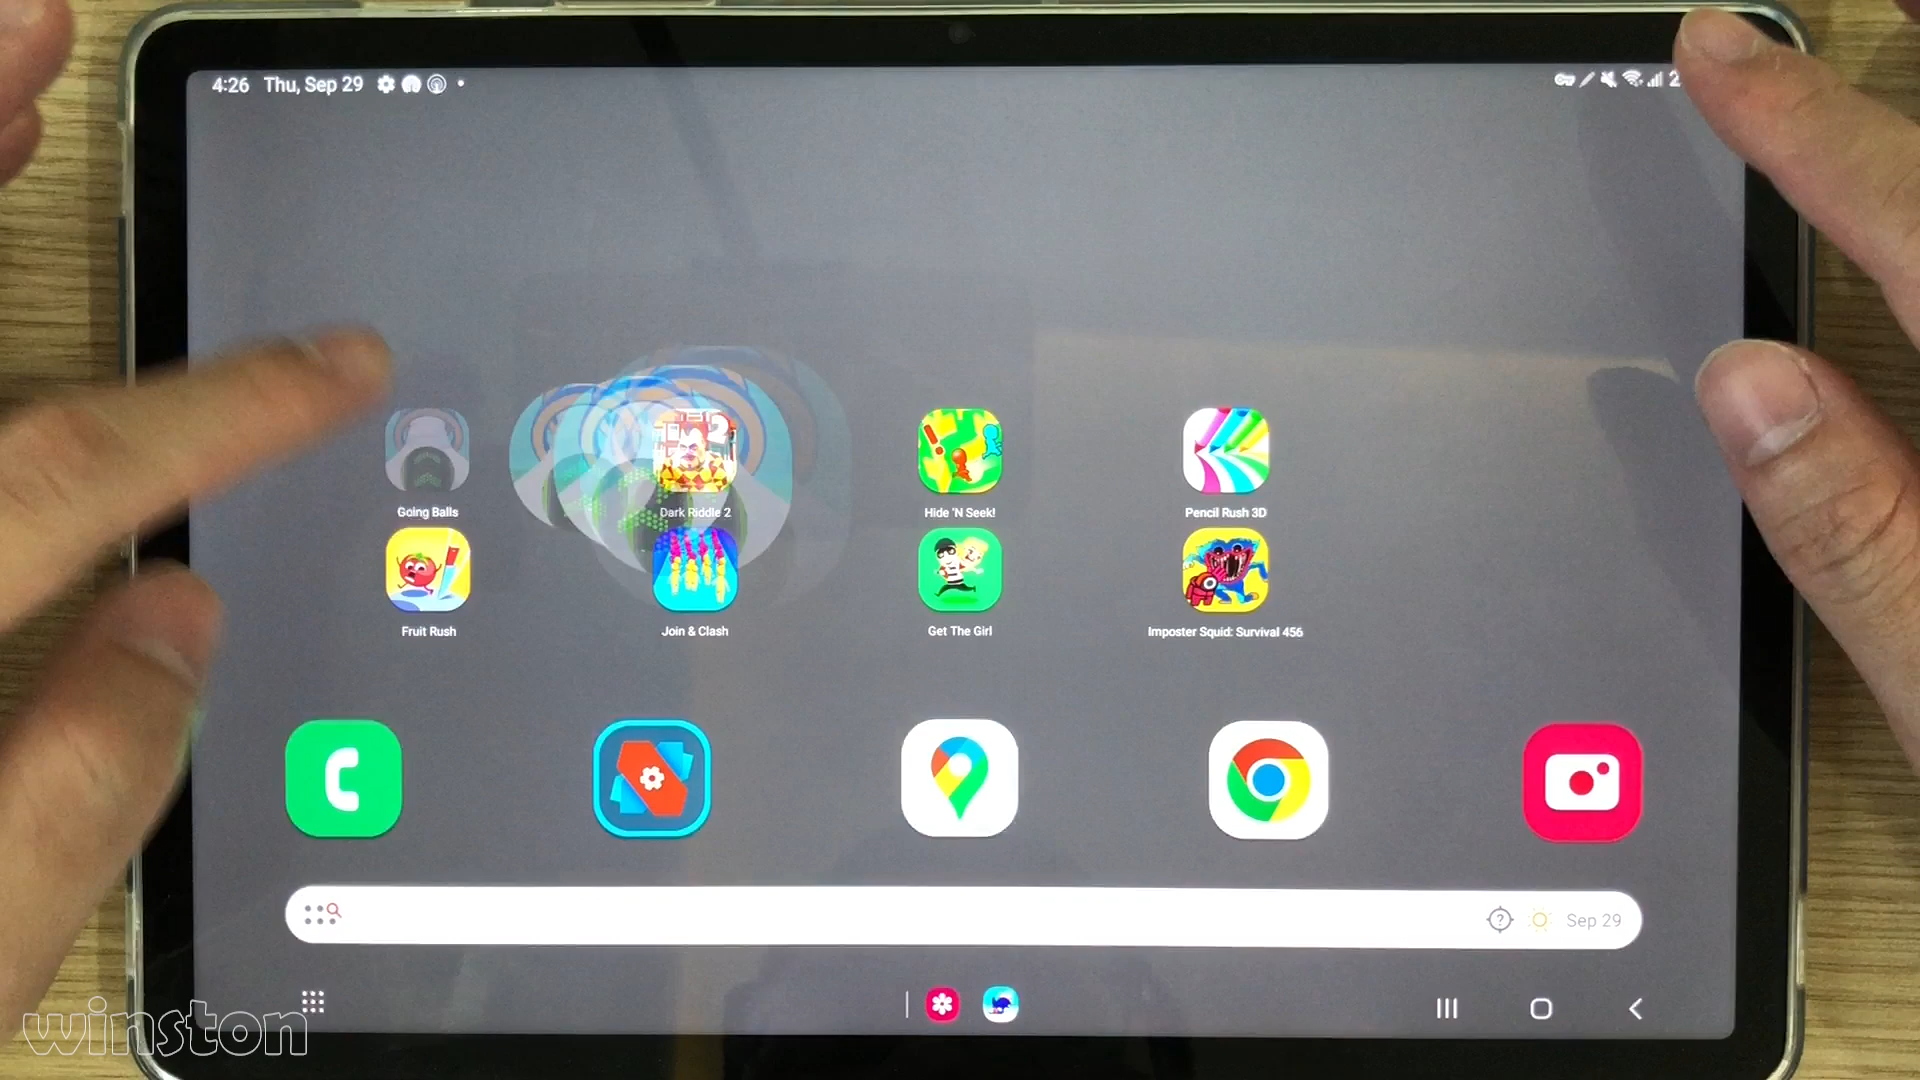 4:26 Thu, Sep 29
2
Going Balls
Dark Riddle 2
Hide 'N Seek!
Pencil Rush 3D
Fruit Rush
Join & Clash
Get The Girl
Imposter Squid: Survival 456
Sep 29
winston